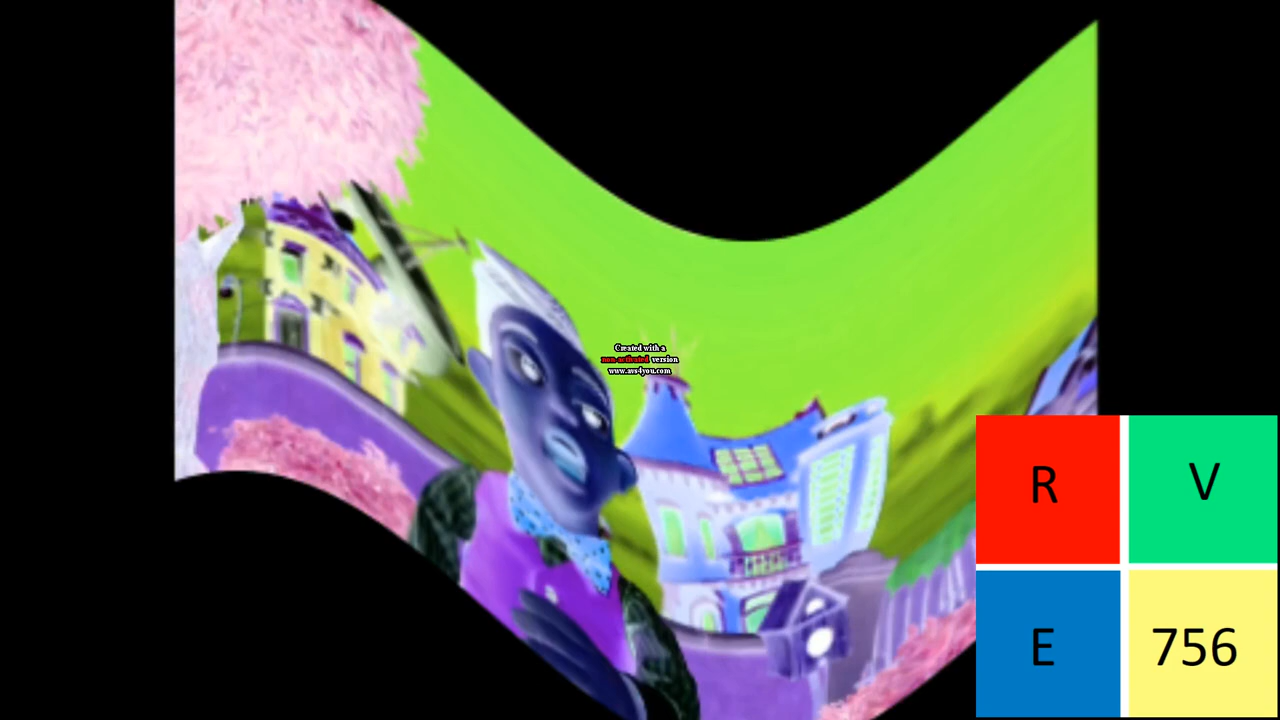 Created with a
non-activated version
www.avs4you.com
R V
E 756